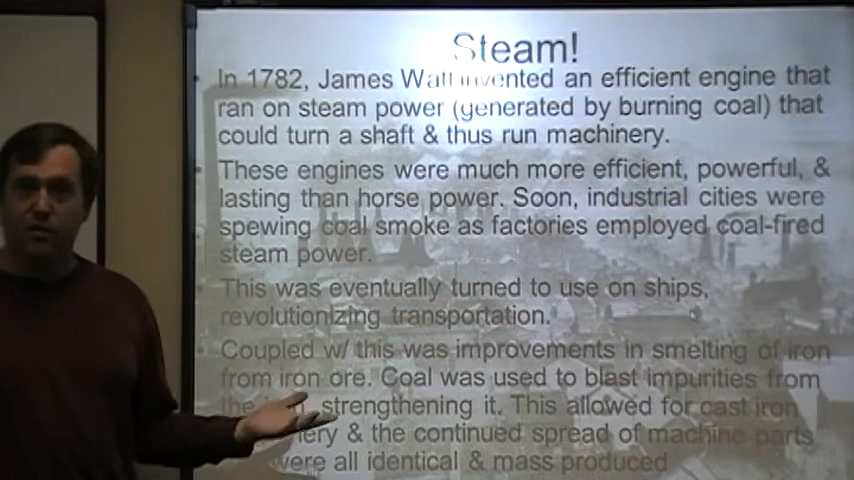 Steam!
In 1782, James Watt invented an efficient engine that
ran on steam power (generated by burning coal) that
could turn a shaft & thus run machinery.
These engines were much more efficient, powerful, &
lasting than horse power. Soon, industrial cities were
spewing coal smoke as factories employed coal-fired
steam power.
This was eventually turned to use on ships,
revolutionizing transportation.
Coupled w/ this was improvements in smelting of iron
from iron ore. Coal was used to blast impurities from
the strengthening it. This allowed for cast iron
& the continued spread of machine parts
were all identical & mass produced